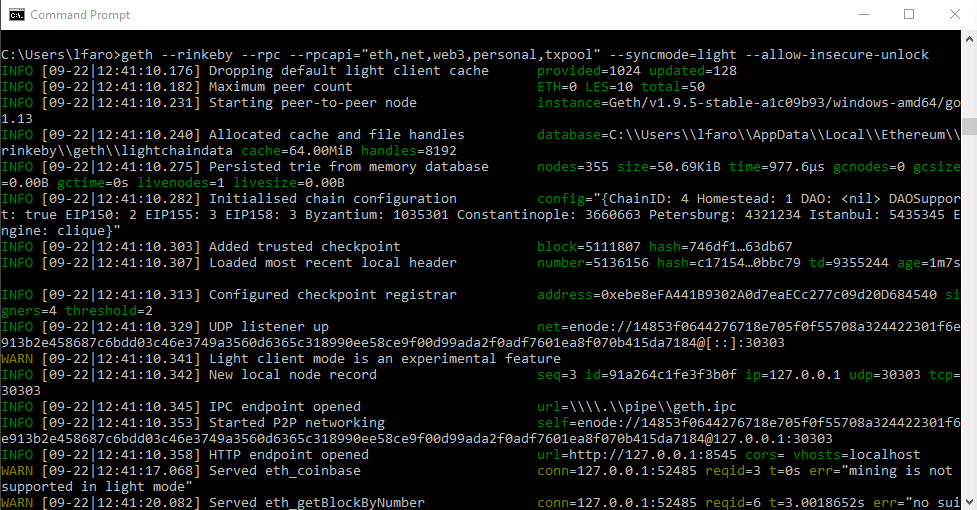 Command Prompt
C:\Users\lfaro>geth --rinkeby --rpc --rpcapi="eth,net,web3,personal,txpool" --syncmode=light --allow-insecure-unlock
INFO [09-22|12:41:10.176] Dropping default light client cache provided=1024 updated=128
INFO [09-22|12:41:10.182] Maximum peer count ETH=0 LES=10 total=50
INFO [09-22|12:41:10.231] Starting peer-to-peer node instance=Geth/v1.9.5-stable-a1c09b93/windows-amd64/go
1.13
INFO [09-22|12:41:10.240] Allocated cache and file handles database=C:\\Users\\lfaro\\AppData\\Local\\Ethereum\\
rinkeby\\geth\\lightchaindata cache=64.00MiB handles=8192
INFO [09-22|12:41:10.275] Persisted trie from memory database nodes=355 size=50.69KiB time=977.6µs gcnodes=0 gcsize
=0.00B gctime=0s livenodes=1 livesize=0.00B
INFO [09-22|12:41:10.282] Initialised chain configuration config="{ChainID: 4 Homestead: 1 DAO: <nil> DAOSuppor
t: true EIP150: 2 EIP155: 3 EIP158: 3 Byzantium: 1035301 Constantinople: 3660663 Petersburg: 4321234 Istanbul: 5435345 E
ngine: clique}"
INFO [09-22|12:41:10.303] Added trusted checkpoint block=5111807 hash=746df1…63db67
INFO [09-22|12:41:10.307] Loaded most recent local header number=5136156 hash=c17154…0bbc79 td=9355244 age=1m7s
INFO [09-22|12:41:10.313] Configured checkpoint registrar address=0xebe8eFA441B9302A0d7eaECc277c09d20D684540 si
gners=4 threshold=2
INFO [09-22|12:41:10.329] UDP listener up net=enode://14853f0644276718e705f0f55708a324422301f6e
913b2e458687c6bdd03c46e3749a3560d6365c318990ee58ce9f00d99ada2f0adf7601ea8f070b415da7184@[::]:30303
WARN [09-22|12:41:10.341] Light client mode is an experimental feature
INFO [09-22|12:41:10.342] New local node record seq=3 id=91a264c1fe3f3b0f ip=127.0.0.1 udp=30303 tcp=
30303
INFO [09-22|12:41:10.345] IPC endpoint opened url=\\\\.\\pipe\\geth.ipc
INFO [09-22|12:41:10.353] Started P2P networking self=enode://14853f0644276718e705f0f55708a324422301f6
e913b2e458687c6bdd03c46e3749a3560d6365c318990ee58ce9f00d99ada2f0adf7601ea8f070b415da7184@127.0.0.1:30303
INFO [09-22|12:41:10.358] HTTP endpoint opened url=http://127.0.0.1:8545 cors= vhosts=localhost
WARN [09-22|12:41:17.068] Served eth_coinbase conn=127.0.0.1:52485 reqid=3 t=0s err="mining is not
supported in light mode"
WARN [09-22|12:41:20.082] Served eth_getBlockByNumber conn=127.0.0.1:52485 reqid=6 t=3.0018652s err="no sui